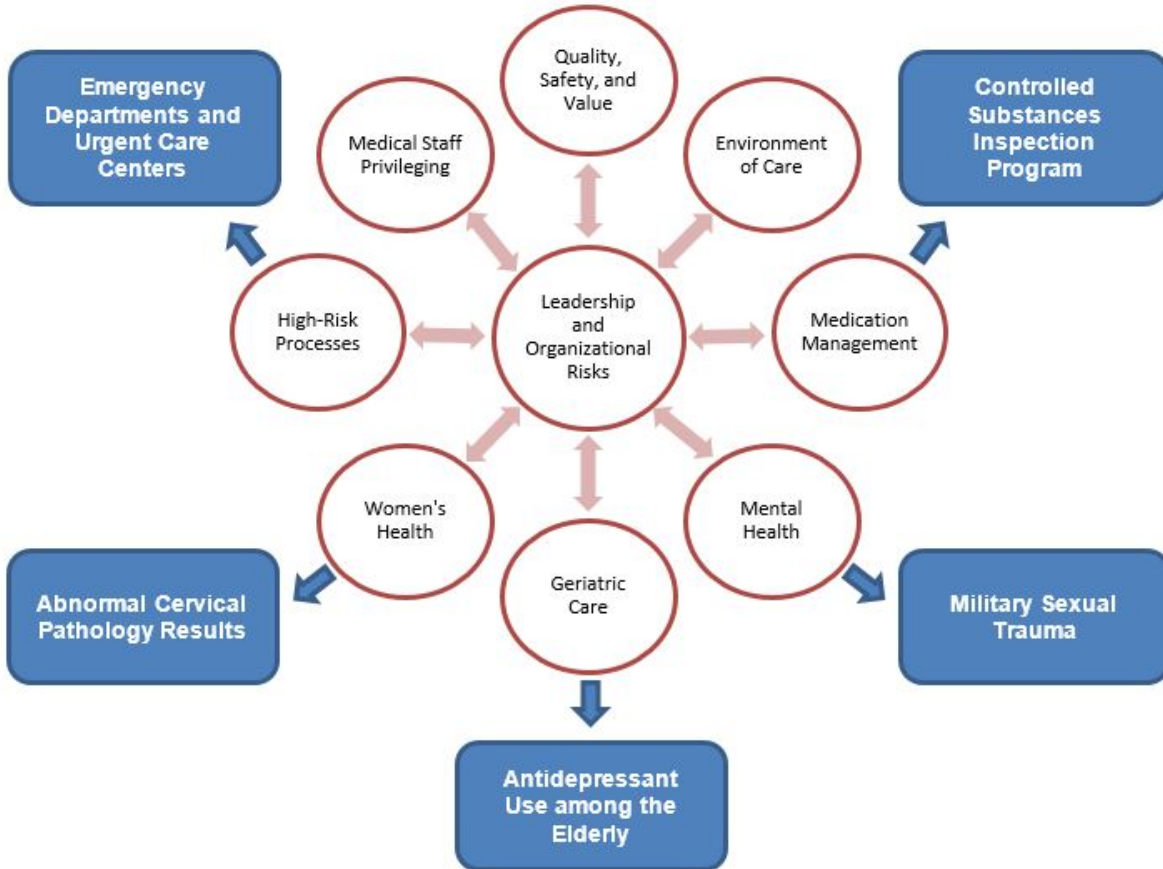 Quality,
Safety, and
Value
Emergency
Departments and
Urgent Care
Centers
Controlled
Substances
Inspection
Program
Medical Staff
Privileging
Environment
of Care
High-Risk
Processes
Leadership
and
Organizational
Risks
Medication
Management
Women's
Health
Mental
Health
Geriatric
Care
Abnormal Cervical
Pathology Results
Military Sexual
Trauma
Antidepressant
Use among the
Elderly